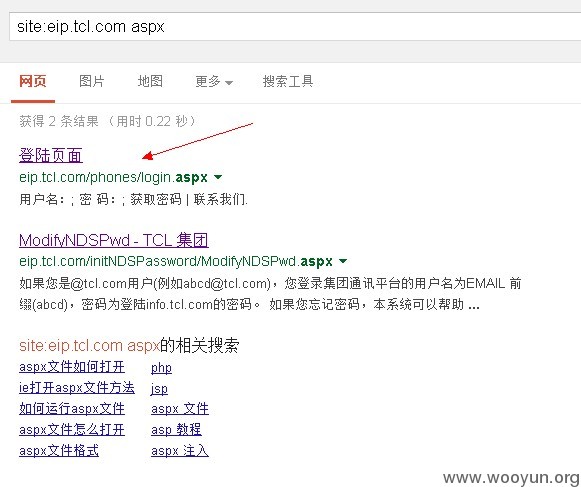 site:eip.tcl.com aspx
网页 图片 地图 更多 搜索工具
获得 2 条结果 （用时 0.22 秒）
登陆页面
eip.tcl.com/phones/login.aspx
用户名：; 密 码：; 获取密码 | 联系我们.
ModifyNDSPwd - TCL 集团
eip.tcl.com/initNDSPassword/ModifyNDSPwd.aspx
如果您是@tcl.com用户(例如abcd@tcl.com)，您登录集团通讯平台的用户名为EMAIL 前
缀(abcd)，密码为登陆info.tcl.com的密码。 如果您忘记密码，本系统可以帮助 ...
site:eip.tcl.com aspx的相关搜索
aspx文件如何打开 php
ie打开aspx文件方法 jsp
如何运行aspx文件 aspx 文件
aspx文件怎么打开 asp 教程
aspx文件格式 aspx 注入
www.wooyun.org